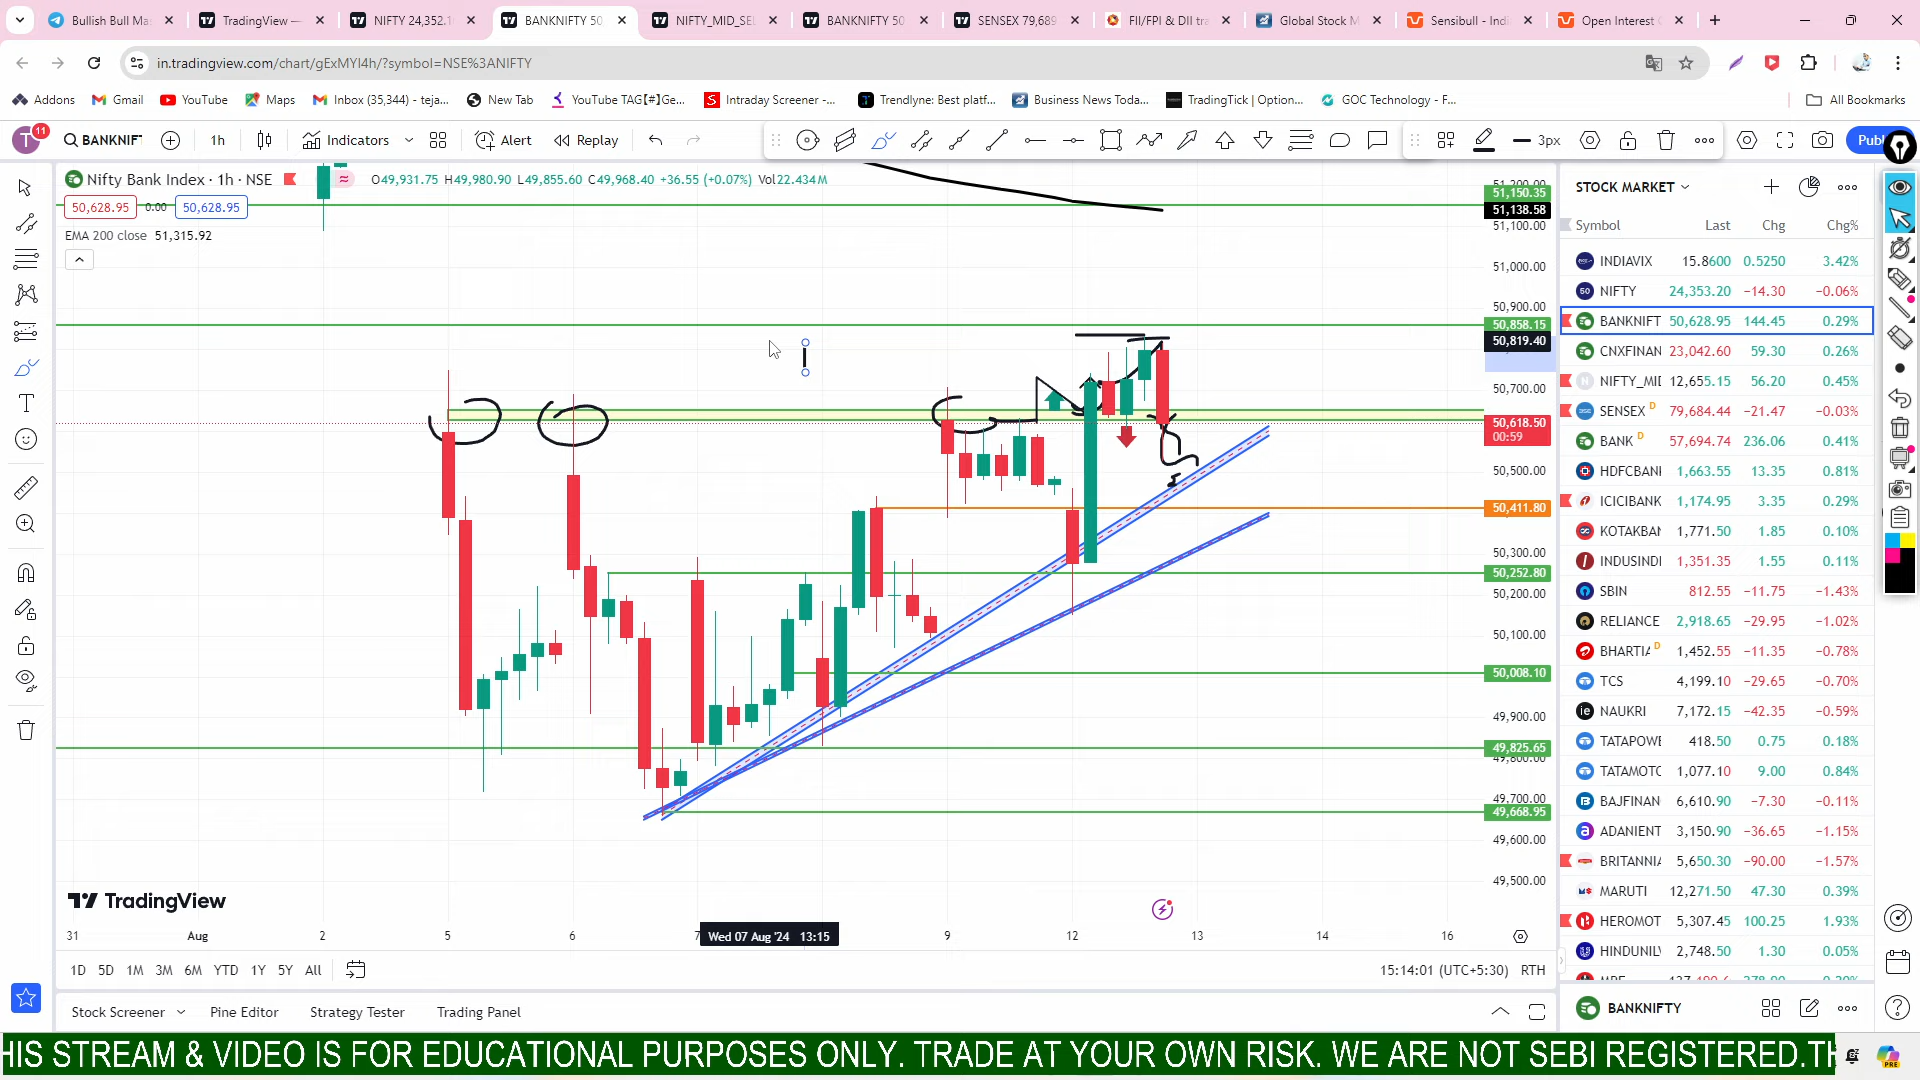 Bullish Bull Ma
TradingView —
NIFTY 24,352.1
BANKNIFTY 50
NIFTY_MID_SEL
BANKNIFTY 50
SENSEX 79,689
FII/FPI & DII tra
Global Stock M
Sensibull - Indi
Open Interest
in.tradingview.com/chart/gExMYl4h/?symbol=NSE%3ANIFTY
Addons
Gmail
YouTube
Maps
Inbox (35,344) - teja...
New Tab
YouTube TAG【#】Ge...
Intraday Screener -...
Trendlyne: Best platf...
Business News Toda...
TradingTick | Option...
GOC Technology - F...
All Bookmarks
T 11
BANKNIF
1h
Indicators
Alert
Replay
3px
Publ
Nifty Bank Index · 1h · NSE
O49,931.75 H49,980.90 L49,855.60 C49,968.40 +36.55 (+0.07%) Vol22.434M
50,628.95 0.00 50,628.95
EMA 200 close 51,315.92
51,200.00
51,150.35
51,138.58
51,100.00
51,000.00
50,900.00
50,858.15
50,819.40
50,700.00
50,618.50
00:59
50,500.00
50,411.80
50,300.00
50,252.80
50,200.00
50,100.00
50,008.10
49,900.00
49,825.65
49,800.00
49,700.00
49,668.95
49,600.00
49,500.00
TradingView
31 Aug 2 5 6 7 Wed 07 Aug '24 13:15 9 12 13 14 16
1D 5D 1M 3M 6M YTD 1Y 5Y All
15:14:01 (UTC+5:30) RTH
Stock Screener Pine Editor Strategy Tester Trading Panel
STOCK MARKET
Symbol Last Chg Chg%
INDIAVIX 15.8600 0.5250 3.42%
NIFTY 24,353.20 −14.30 −0.06%
BANKNIFT 50,628.95 144.45 0.29%
CNXFINAN 23,042.60 59.30 0.26%
NIFTY_MID 12,655.15 56.20 0.45%
SENSEX D 79,684.44 −21.47 −0.03%
BANK D 57,694.74 236.06 0.41%
HDFCBANK 1,663.55 13.35 0.81%
ICICIBANK 1,174.95 3.35 0.29%
KOTAKBAN 1,771.50 1.85 0.10%
INDUSINDI 1,351.35 1.55 0.11%
SBIN 812.55 −11.75 −1.43%
RELIANCE 2,918.65 −29.95 −1.02%
BHARTIA D 1,452.55 −11.35 −0.78%
TCS 4,199.10 −29.65 −0.70%
NAUKRI 7,172.15 −42.35 −0.59%
TATAPOWE 418.50 0.75 0.18%
TATAMOTO 1,077.10 9.00 0.84%
BAJFINAN 6,610.90 −7.30 −0.11%
ADANIENT 3,150.90 −36.65 −1.15%
BRITANNIA 5,650.30 −90.00 −1.57%
MARUTI 12,271.50 47.30 0.39%
HEROMOT 5,307.45 100.25 1.93%
HINDUNILV 2,748.50 1.30 0.05%
BANKNIFTY
HIS STREAM & VIDEO IS FOR EDUCATIONAL PURPOSES ONLY. TRADE AT YOUR OWN RISK. WE ARE NOT SEBI REGISTERED.TH